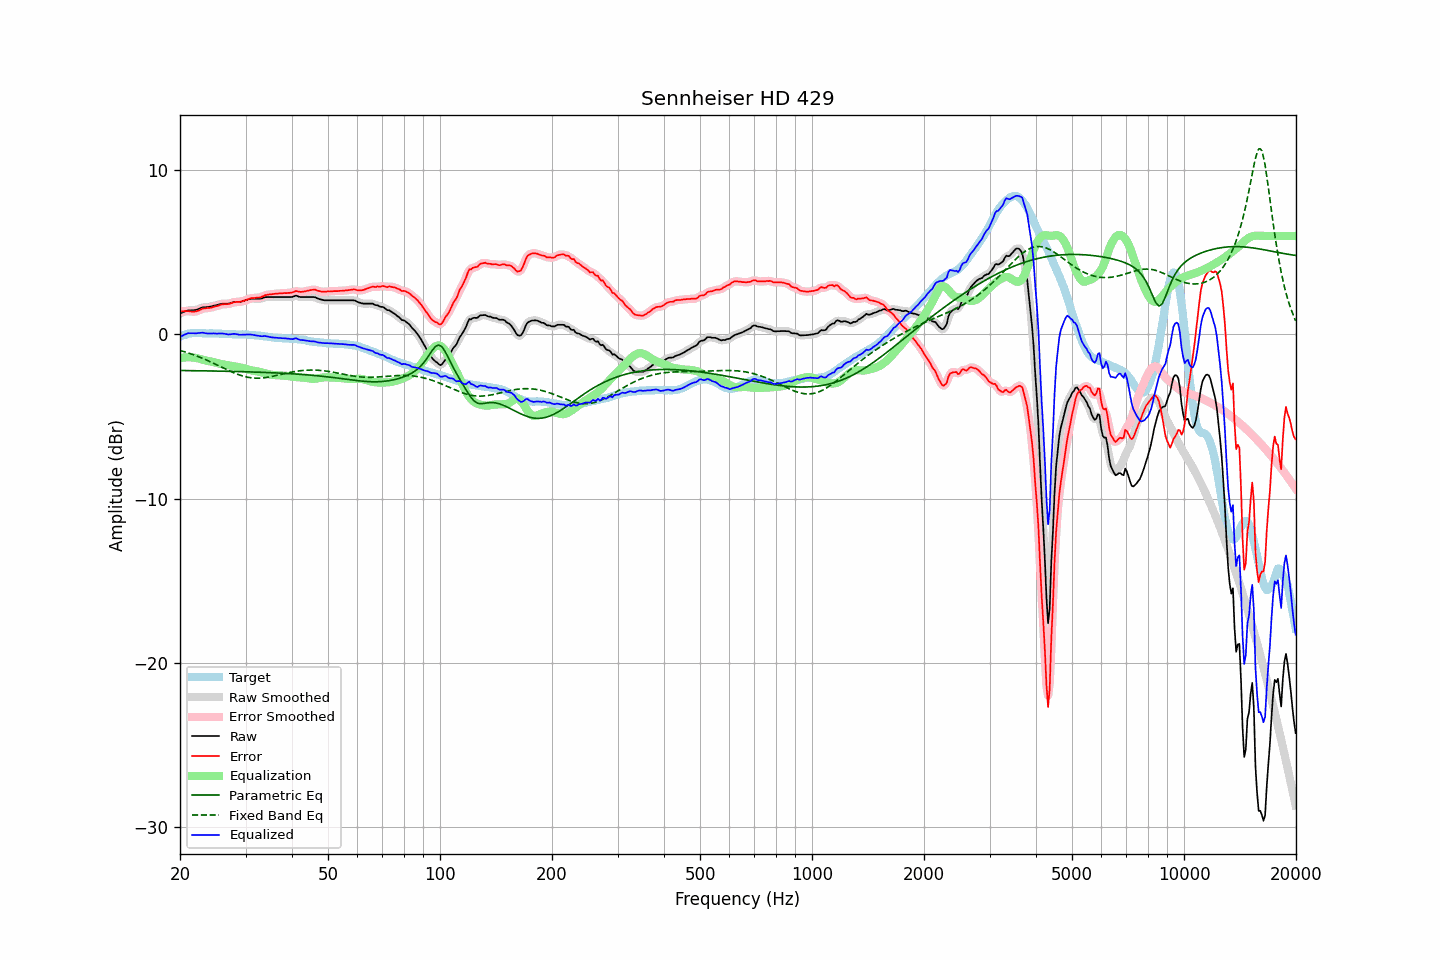 Sennheiser HD 429
Amplitude (dBr)
10
0
−10
−20
−30
Target
Raw Smoothed
Error Smoothed
Raw
Error
Equalization
Parametric Eq
Fixed Band Eq
Equalized
20 50 100 200 500 1000 2000 5000 10000 20000
Frequency (Hz)